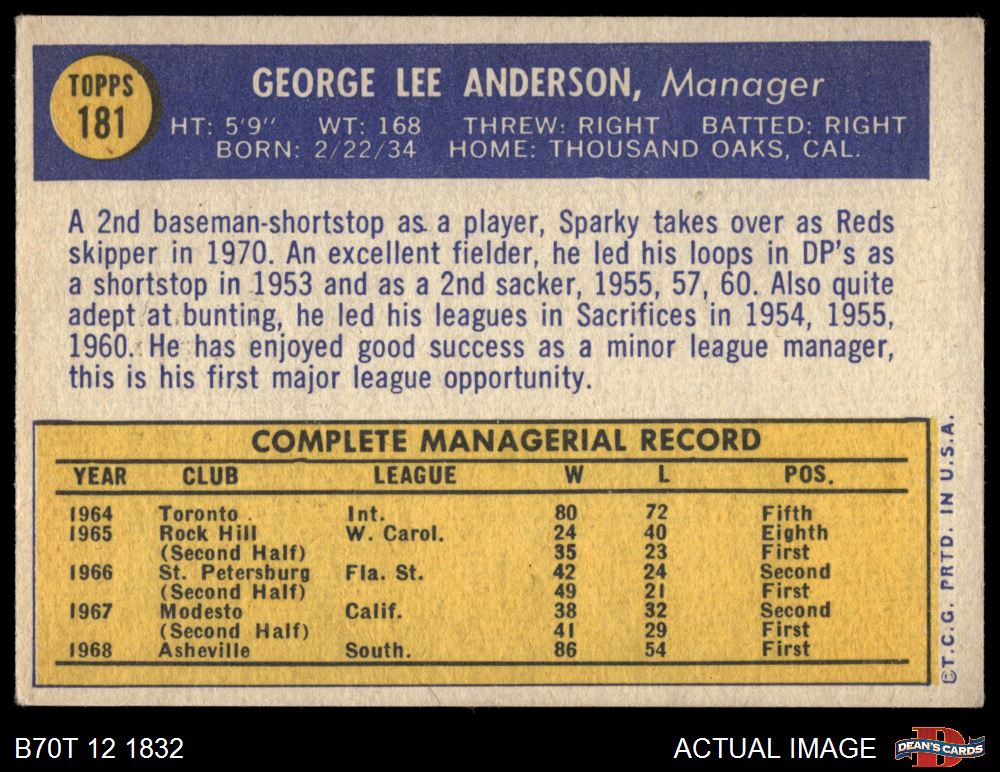 TOPPS
181
GEORGE LEE ANDERSON, Manager
HT: 5'9" WT: 168 THREW: RIGHT BATTED: RIGHT
BORN: 2/22/34 HOME: THOUSAND OAKS, CAL.
A 2nd baseman-shortstop as a player, Sparky takes over as Reds
skipper in 1970. An excellent fielder, he led his loops in DP's as
a shortstop in 1953 and as a 2nd sacker, 1955, 57, 60. Also quite
adept at bunting, he led his leagues in Sacrifices in 1954, 1955,
1960. He has enjoyed good success as a minor league manager,
this is his first major league opportunity.
COMPLETE MANAGERIAL RECORD
YEAR CLUB LEAGUE W L POS.
1964 Toronto Int. 80 72 Fifth
1965 Rock Hill W. Carol. 24 40 Eighth
(Second Half) 35 23 First
1966 St. Petersburg Fla. St. 42 24 Second
(Second Half) 49 21 First
1967 Modesto Calif. 38 32 Second
(Second Half) 41 29 First
1968 Asheville South. 86 54 First
©T.C.G. PRTD. IN U.S.A.
B70T 12 1832
ACTUAL IMAGE
D
DEAN'S CARDS